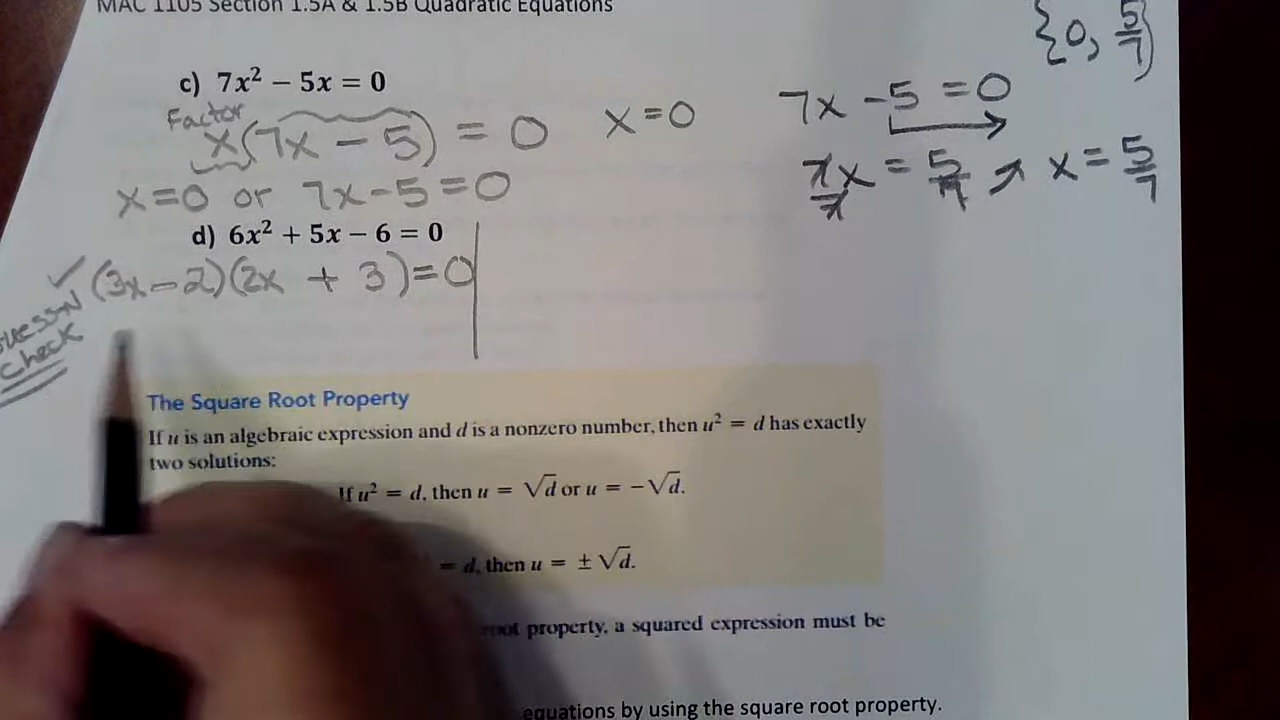 MAC 1105 Section 1.5A & 1.5B Quadratic Equations
{0, 5/7}
c) 7x² − 5x = 0
Factor
x(7x − 5) = 0
x=0
x=0 or 7x−5=0
7x −5 =0
7x/7 = 5/7 , x = 5/7
d) 6x² + 5x − 6 = 0
(3x−2)(2x + 3)=0
Check
The Square Root Property
If u is an algebraic expression and d is a nonzero number, then u² = d has exactly
two solutions:
If u² = d, then u = √d or u = −√d.
= d, then u = ± √d.
root property, a squared expression must be
equations by using the square root property.